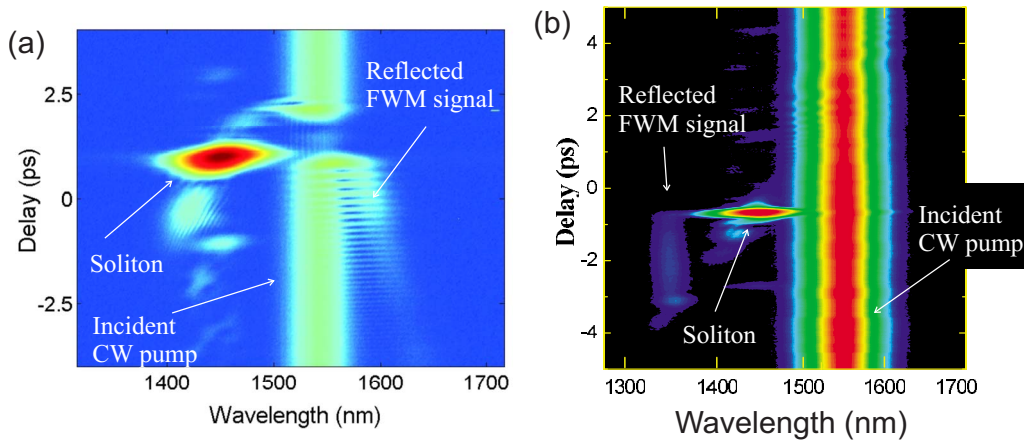 (a)
Reflected
FWM signal
Soliton
Incident
CW pump
2.5
0
-2.5
Delay (ps)
1400
1500
1600
1700
Wavelength (nm)
(b)
Reflected
FWM signal
Incident
CW pump
Soliton
4
2
0
-2
-4
Delay (ps)
1300
1400
1500
1600
1700
Wavelength (nm)